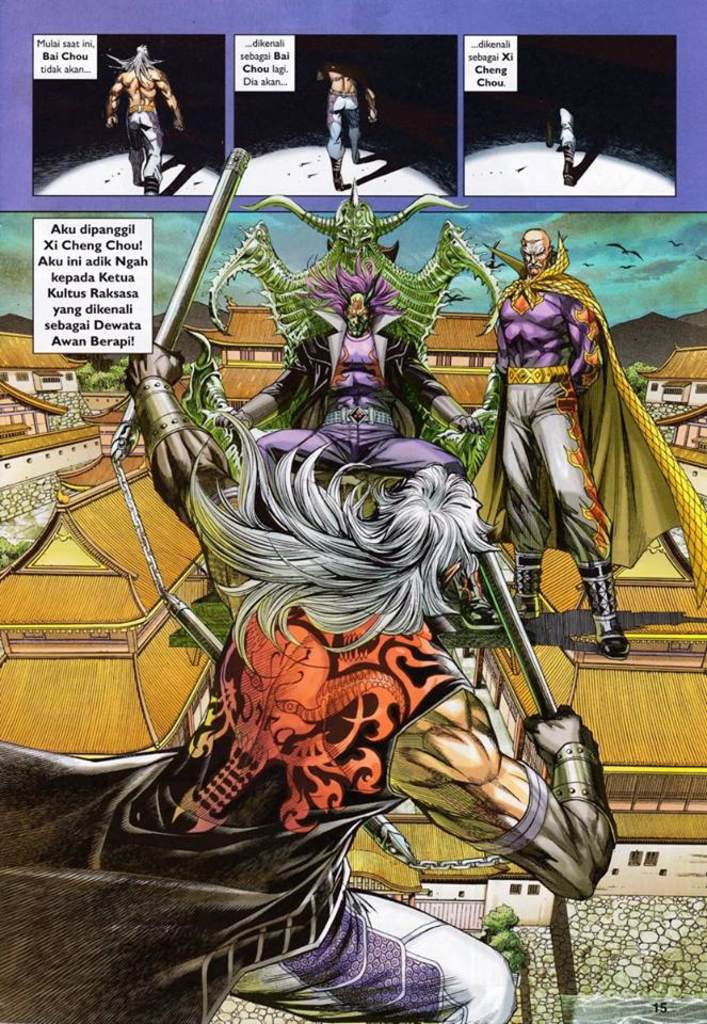 Mulai saat ini,
Bai Chou
tidak akan...
...dikenali
sebagai Bai
Chou lagi.
Dia akan...
...dikenali
sebagai Xi
Cheng
Chou.
Aku dipanggil
Xi Cheng Chou!
Aku ini adik Ngah
kepada Ketua
Kultus Raksasa
yang dikenali
sebagai Dewata
Awan Berapi!
15